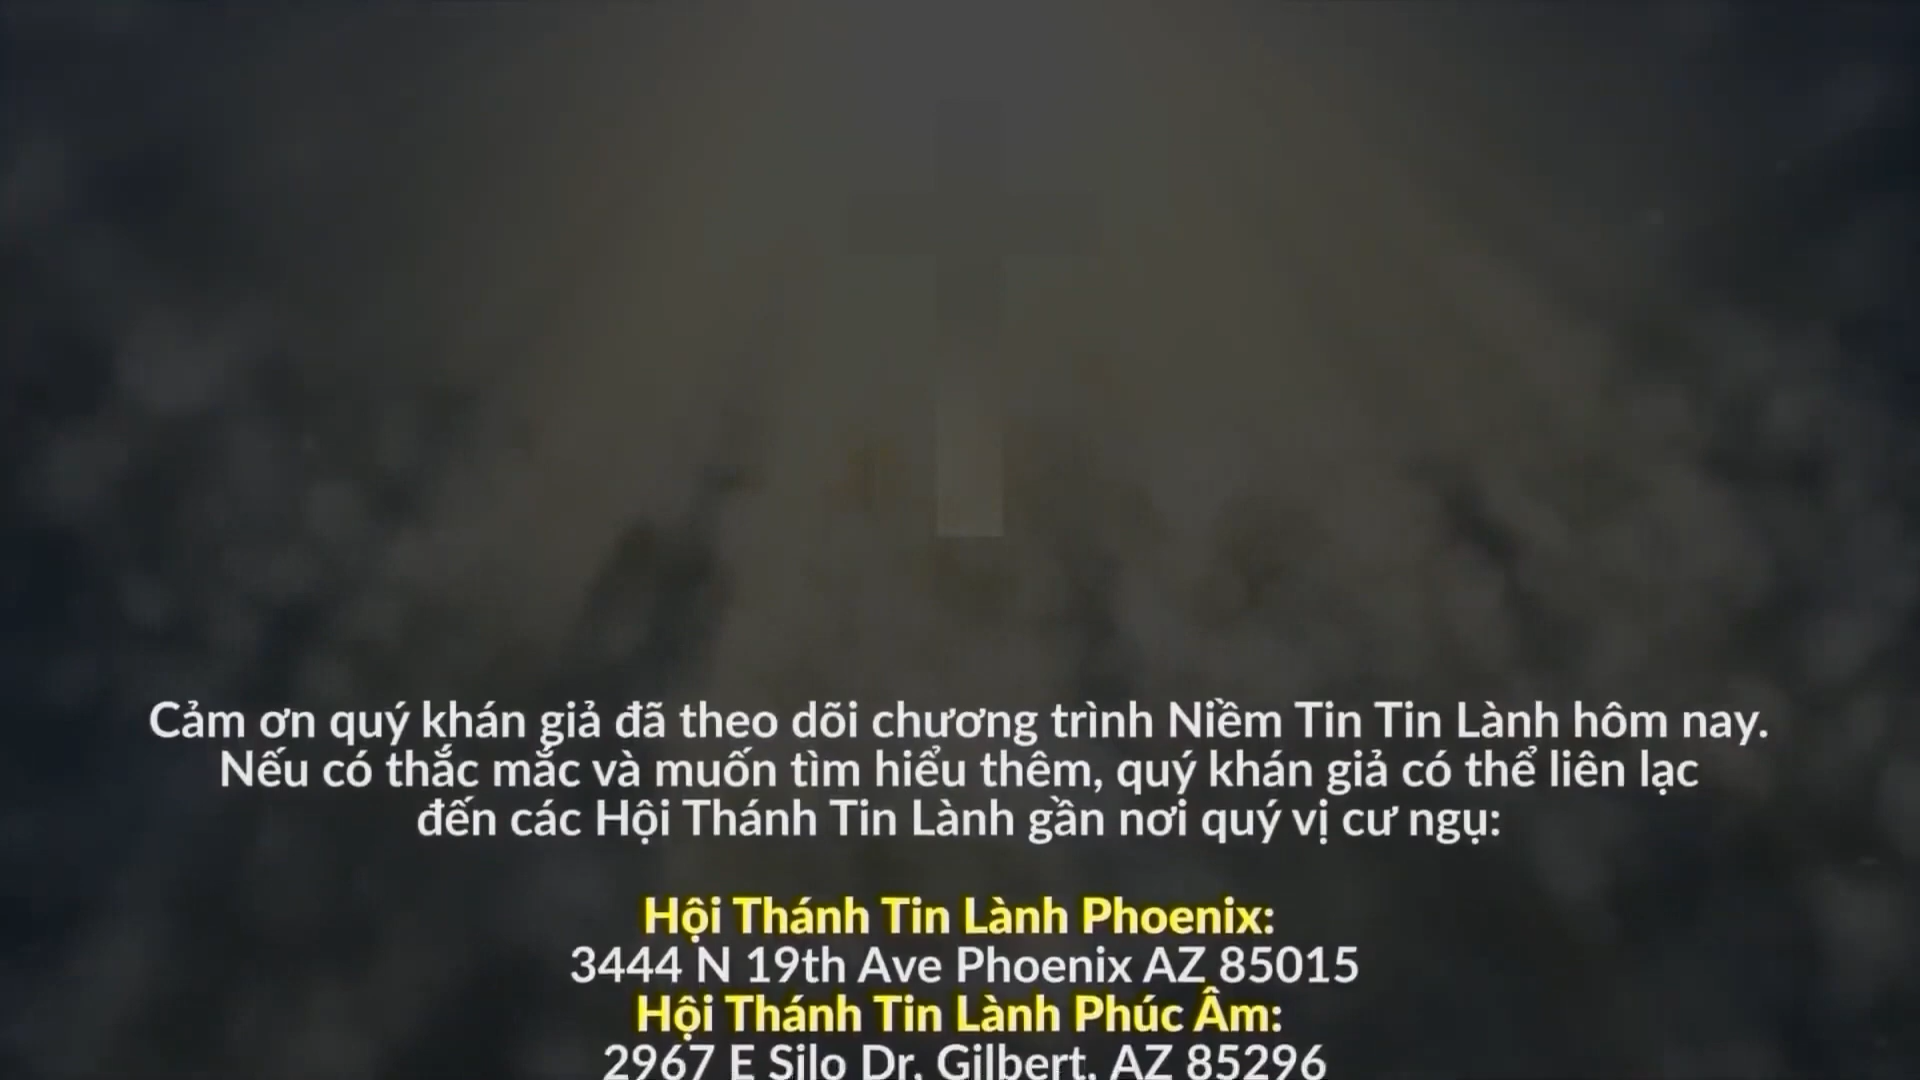 Cảm ơn quý khán giả đã theo dõi chương trình Niềm Tin Tin Lành hôm nay.
Nếu có thắc mắc và muốn tìm hiểu thêm, quý khán giả có thể liên lạc
đến các Hội Thánh Tin Lành gần nơi quý vị cư ngụ:
Hội Thánh Tin Lành Phoenix:
3444 N 19th Ave Phoenix AZ 85015
Hội Thánh Tin Lành Phúc Âm:
2967 E Silo Dr, Gilbert, AZ 85296